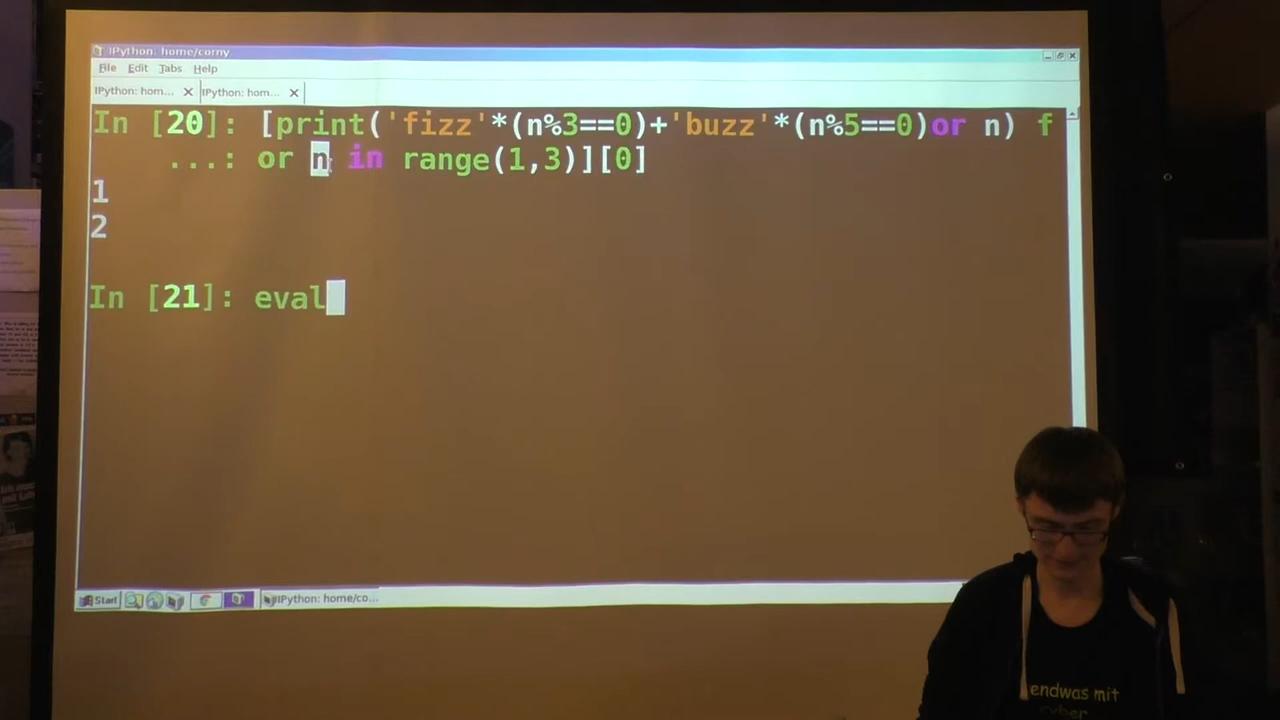 IPython: home/corny
File Edit Tabs Help
IPython: hom... IPython: hom...
In [20]: [print('fizz'*(n%3==0)+'buzz'*(n%5==0)or n) f
...: or n in range(1,3)][0]
1
2
In [21]: eval
Start IPython: home/co...
endwas mit
cyber